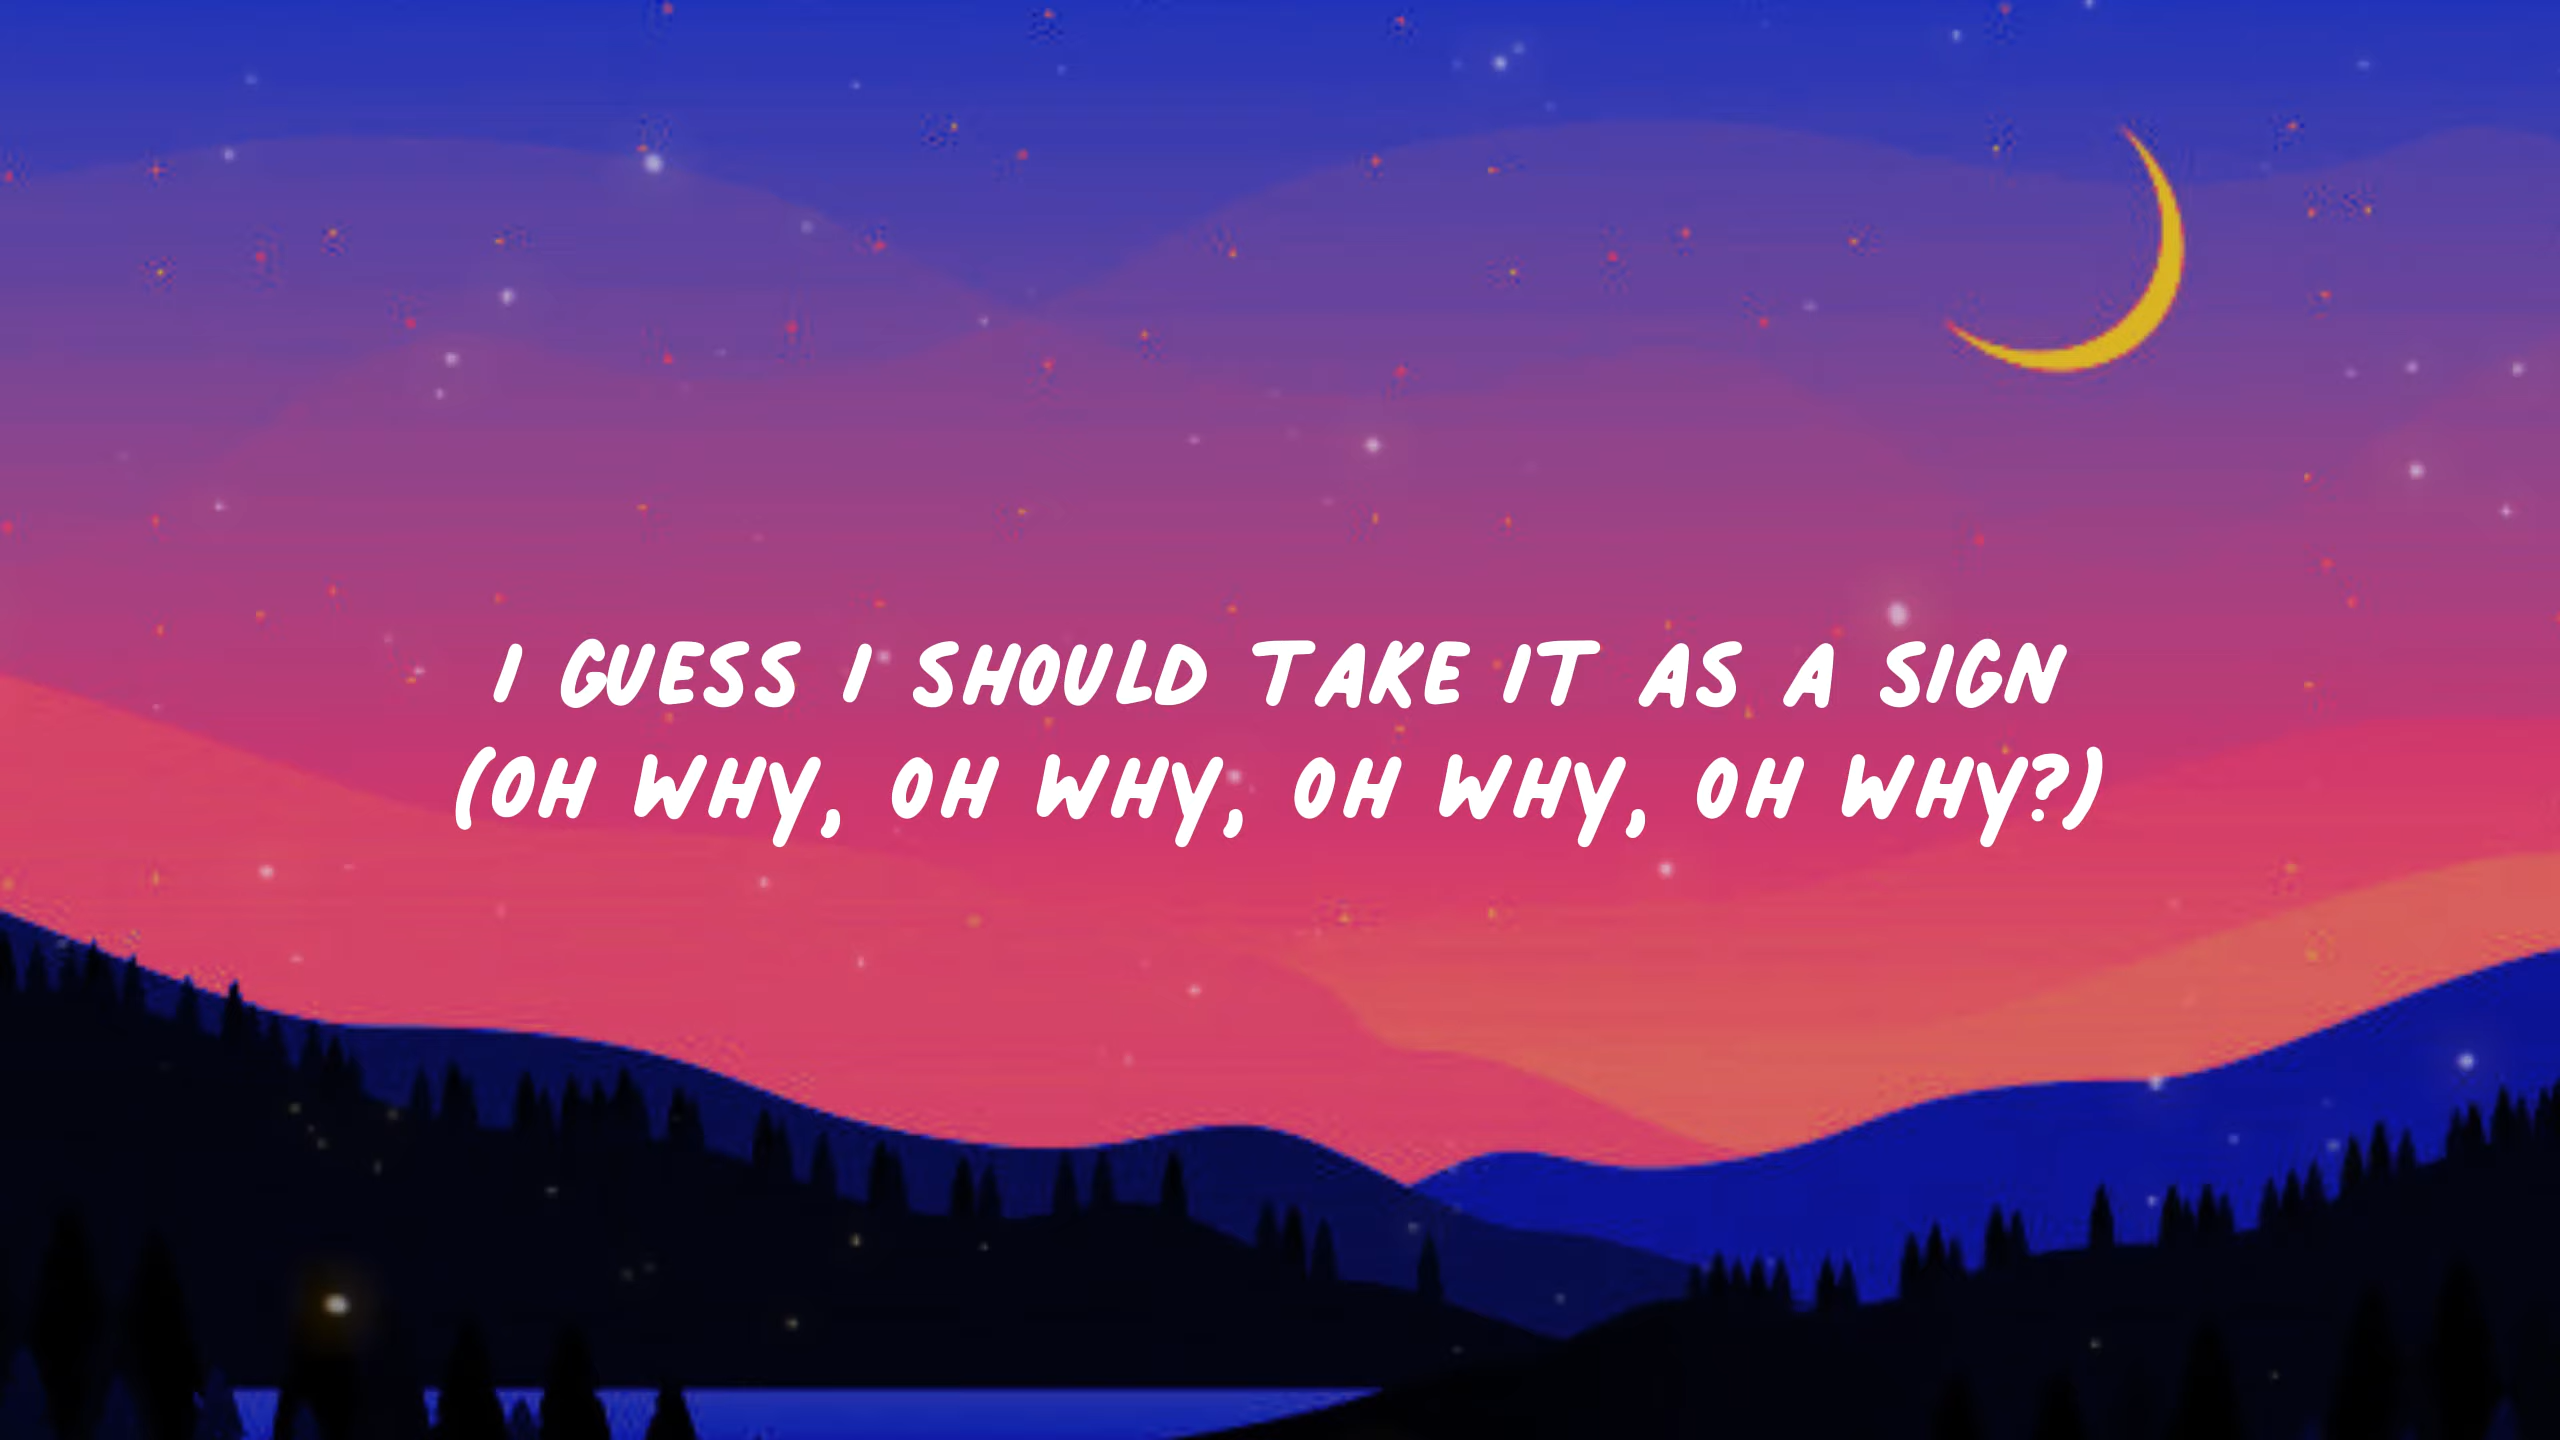 I GUESS I SHOULD TAKE IT AS A SIGN
(OH WHY, OH WHY, OH WHY, OH WHY?)